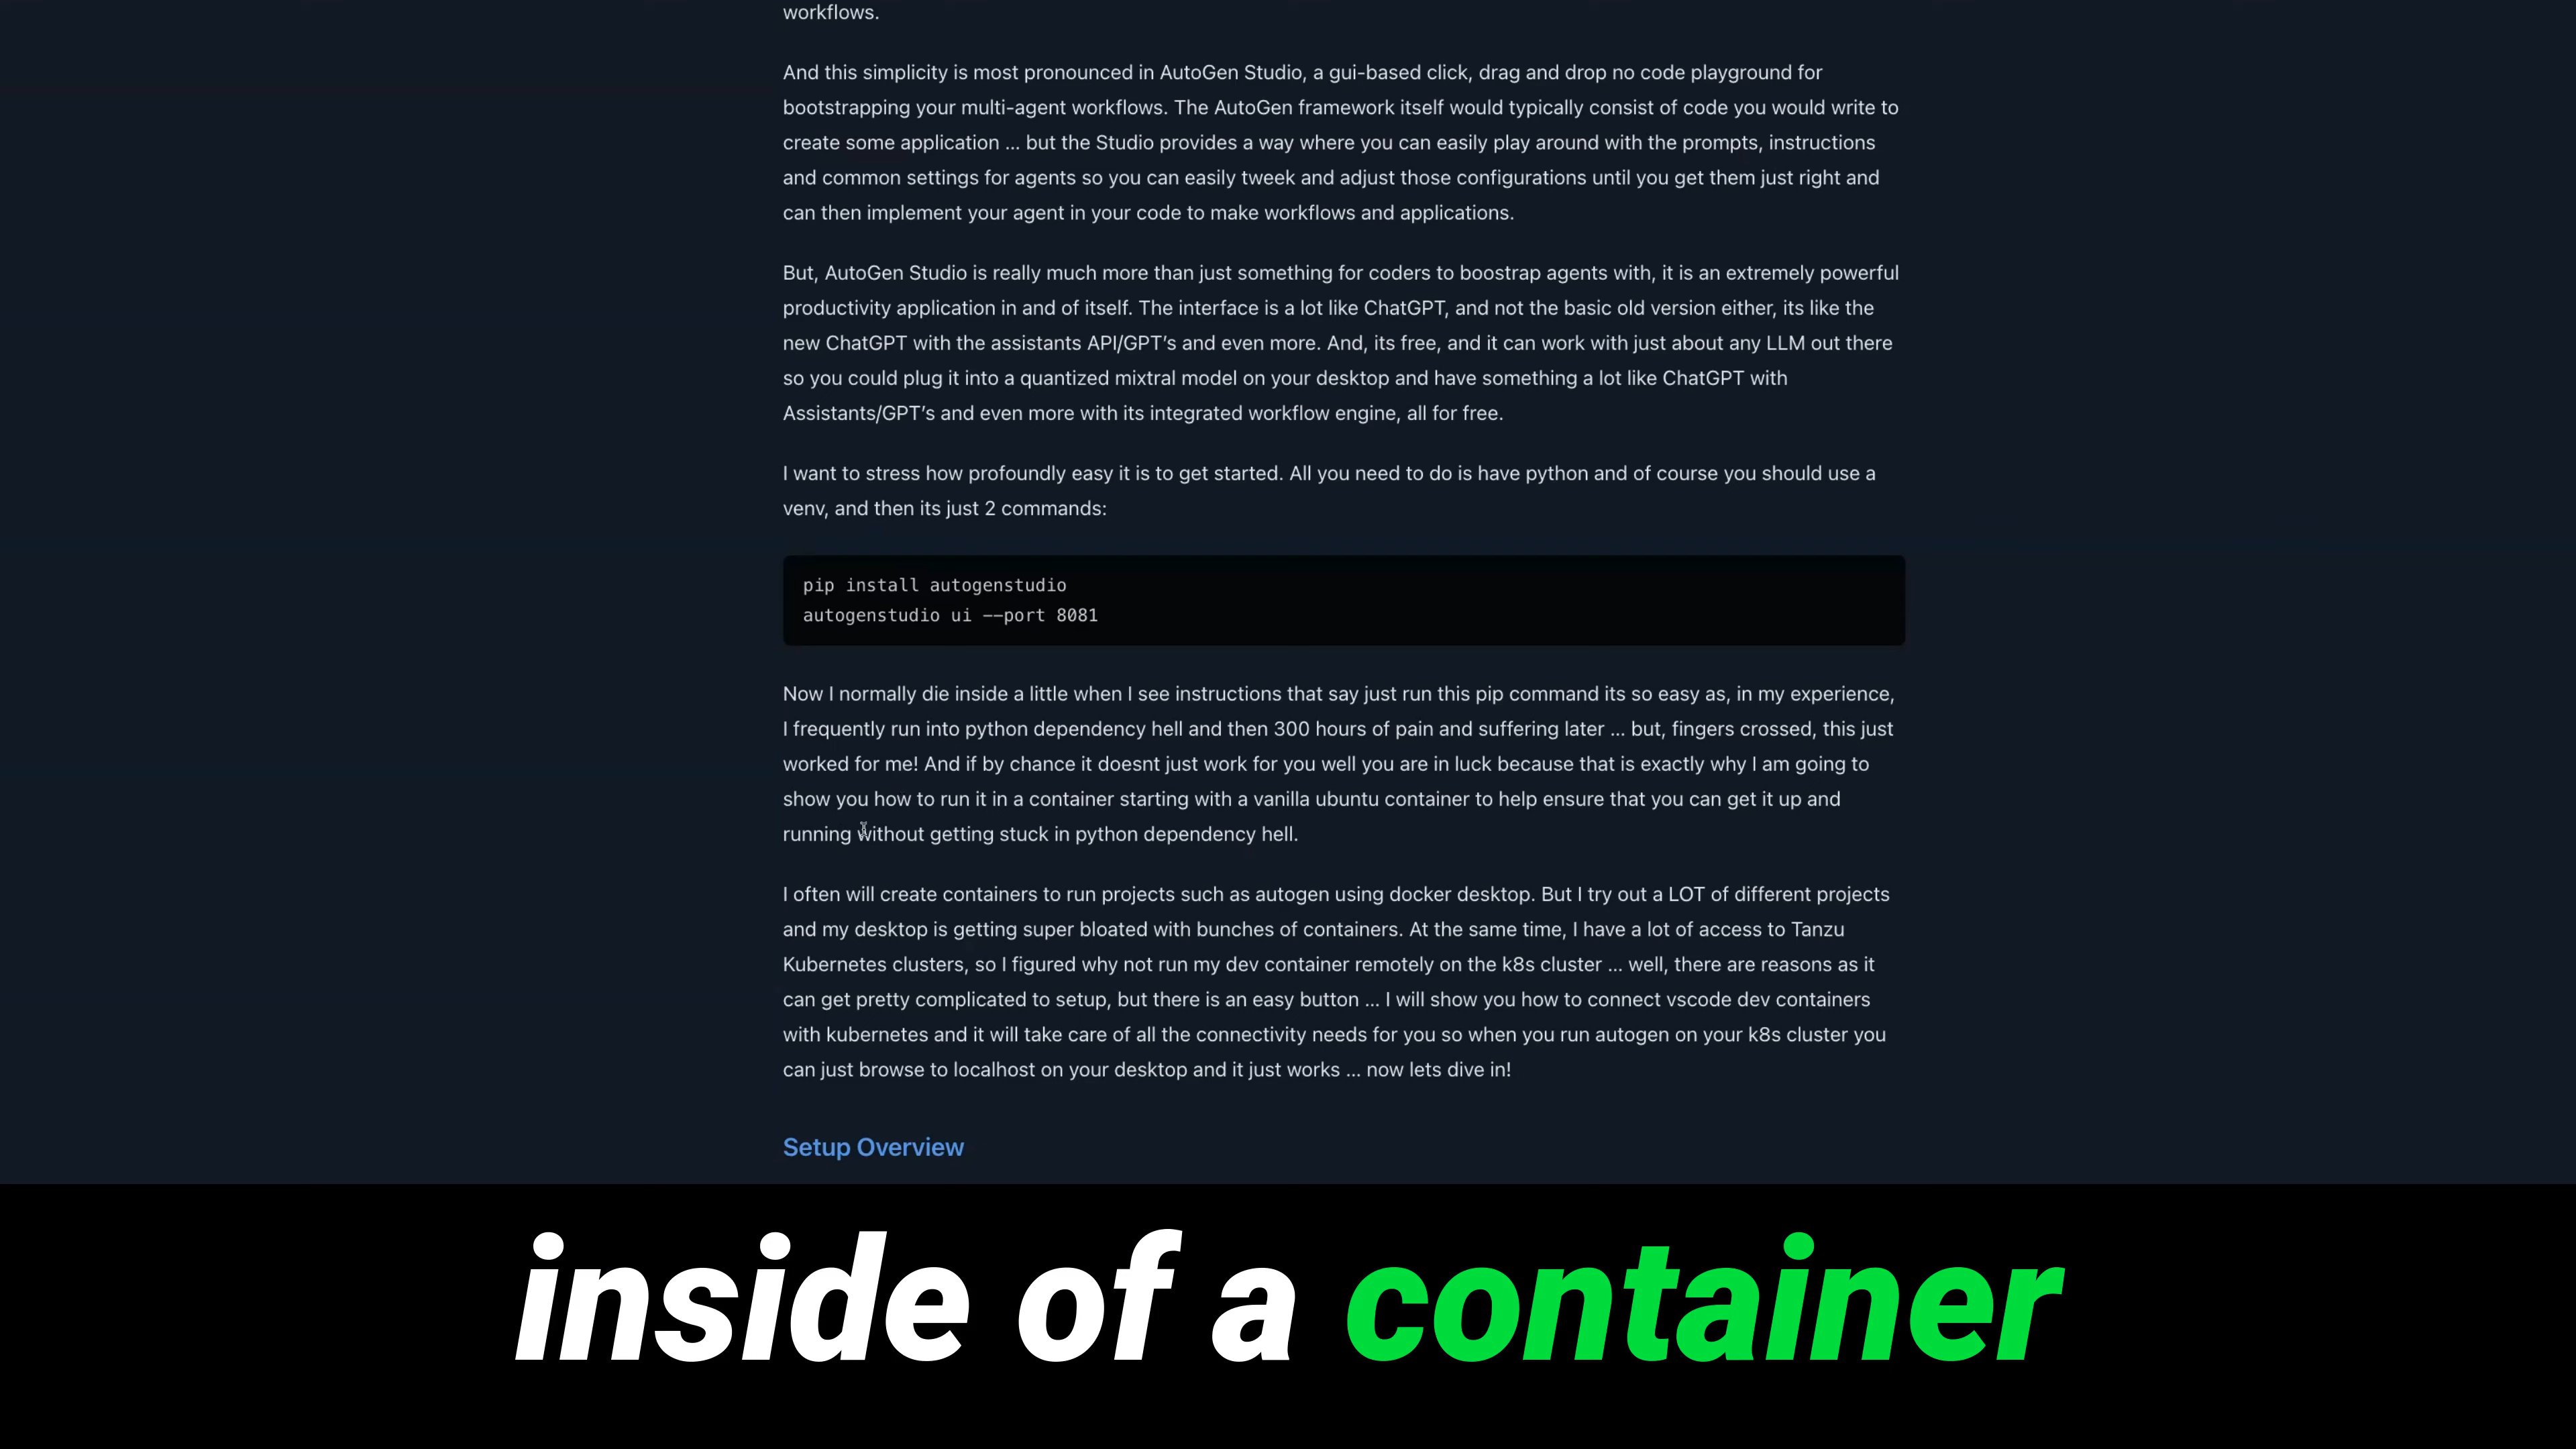 workflows.
And this simplicity is most pronounced in AutoGen Studio, a gui-based click, drag and drop no code playground for
bootstrapping your multi-agent workflows. The AutoGen framework itself would typically consist of code you would write to
create some application ... but the Studio provides a way where you can easily play around with the prompts, instructions
and common settings for agents so you can easily tweek and adjust those configurations until you get them just right and
can then implement your agent in your code to make workflows and applications.
But, AutoGen Studio is really much more than just something for coders to boostrap agents with, it is an extremely powerful
productivity application in and of itself. The interface is a lot like ChatGPT, and not the basic old version either, its like the
new ChatGPT with the assistants API/GPT’s and even more. And, its free, and it can work with just about any LLM out there
so you could plug it into a quantized mixtral model on your desktop and have something a lot like ChatGPT with
Assistants/GPT’s and even more with its integrated workflow engine, all for free.
I want to stress how profoundly easy it is to get started. All you need to do is have python and of course you should use a
venv, and then its just 2 commands:
pip install autogenstudio
autogenstudio ui --port 8081
Now I normally die inside a little when I see instructions that say just run this pip command its so easy as, in my experience,
I frequently run into python dependency hell and then 300 hours of pain and suffering later ... but, fingers crossed, this just
worked for me! And if by chance it doesnt just work for you well you are in luck because that is exactly why I am going to
show you how to run it in a container starting with a vanilla ubuntu container to help ensure that you can get it up and
running without getting stuck in python dependency hell.
I often will create containers to run projects such as autogen using docker desktop. But I try out a LOT of different projects
and my desktop is getting super bloated with bunches of containers. At the same time, I have a lot of access to Tanzu
Kubernetes clusters, so I figured why not run my dev container remotely on the k8s cluster ... well, there are reasons as it
can get pretty complicated to setup, but there is an easy button ... I will show you how to connect vscode dev containers
with kubernetes and it will take care of all the connectivity needs for you so when you run autogen on your k8s cluster you
can just browse to localhost on your desktop and it just works ... now lets dive in!
Setup Overview
inside of a container